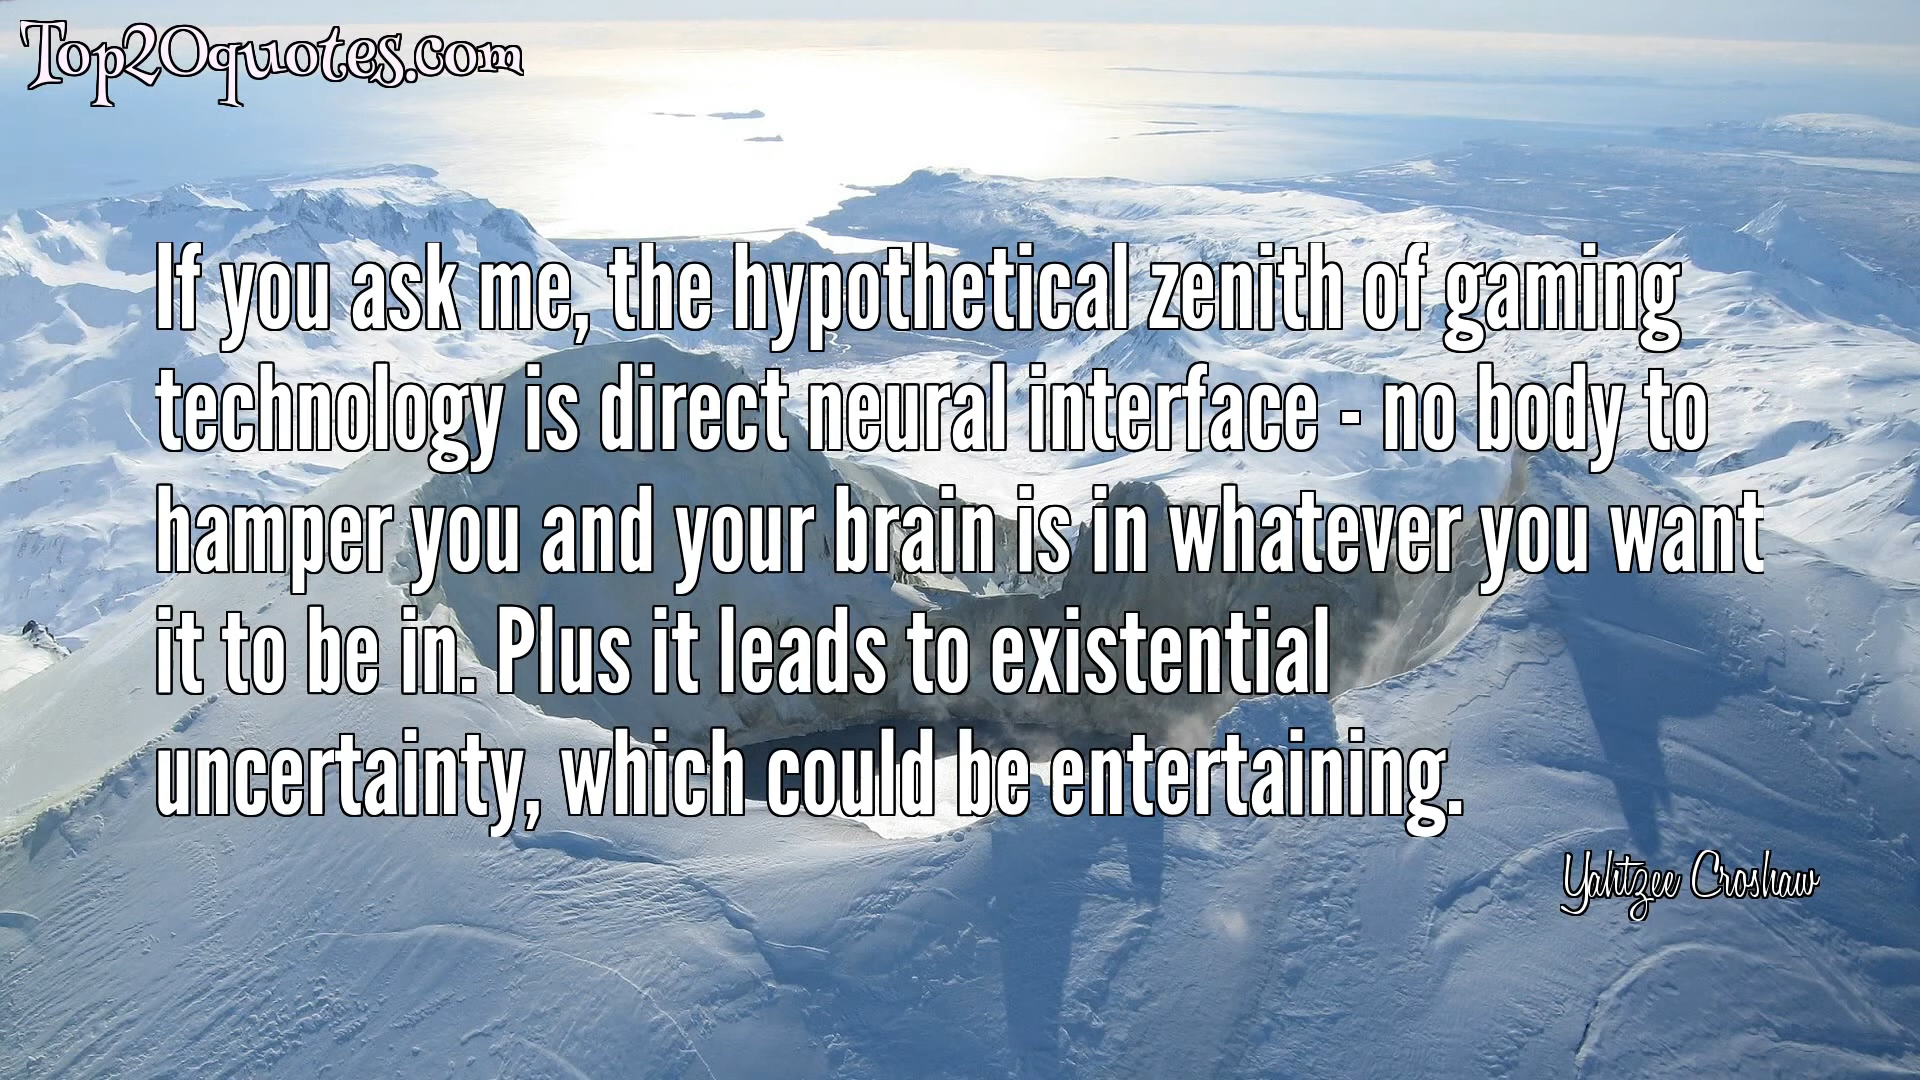 Top20quotes.com
If you ask me, the hypothetical zenith of gaming
technology is direct neural interface - no body to
hamper you and your brain is in whatever you want
it to be in. Plus it leads to existential
uncertainty, which could be entertaining.
Yahtzee Croshaw